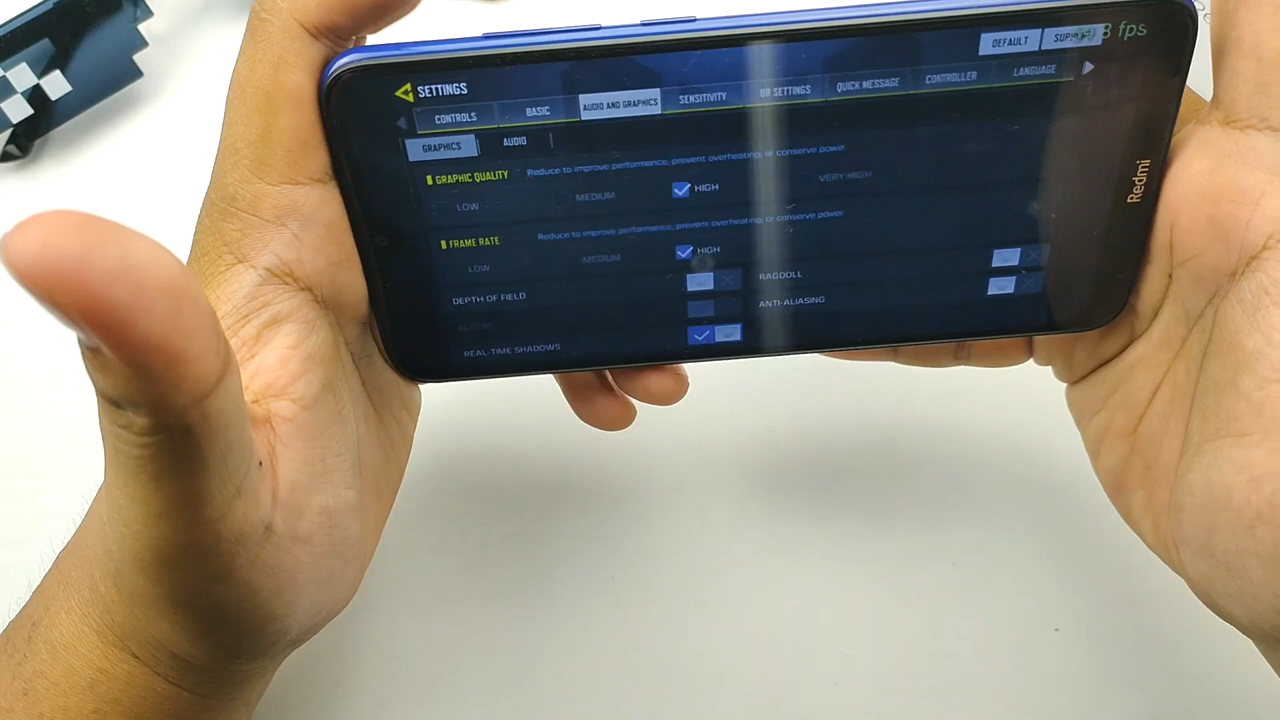 SETTINGS
DEFAULT
fps
CONTROLS BASIC AUDIO AND GRAPHICS SENSITIVITY BR SETTINGS QUICK MESSAGE CONTROLLER LANGUAGE
GRAPHICS AUDIO
GRAPHIC QUALITY Reduce to improve performance, prevent overheating, or conserve power.
LOW MEDIUM HIGH VERY HIGH
FRAME RATE Reduce to improve performance, prevent overheating, or conserve power.
LOW MEDIUM HIGH
DEPTH OF FIELD RAGDOLL
ANTI-ALIASING
REAL-TIME SHADOWS
Redmi